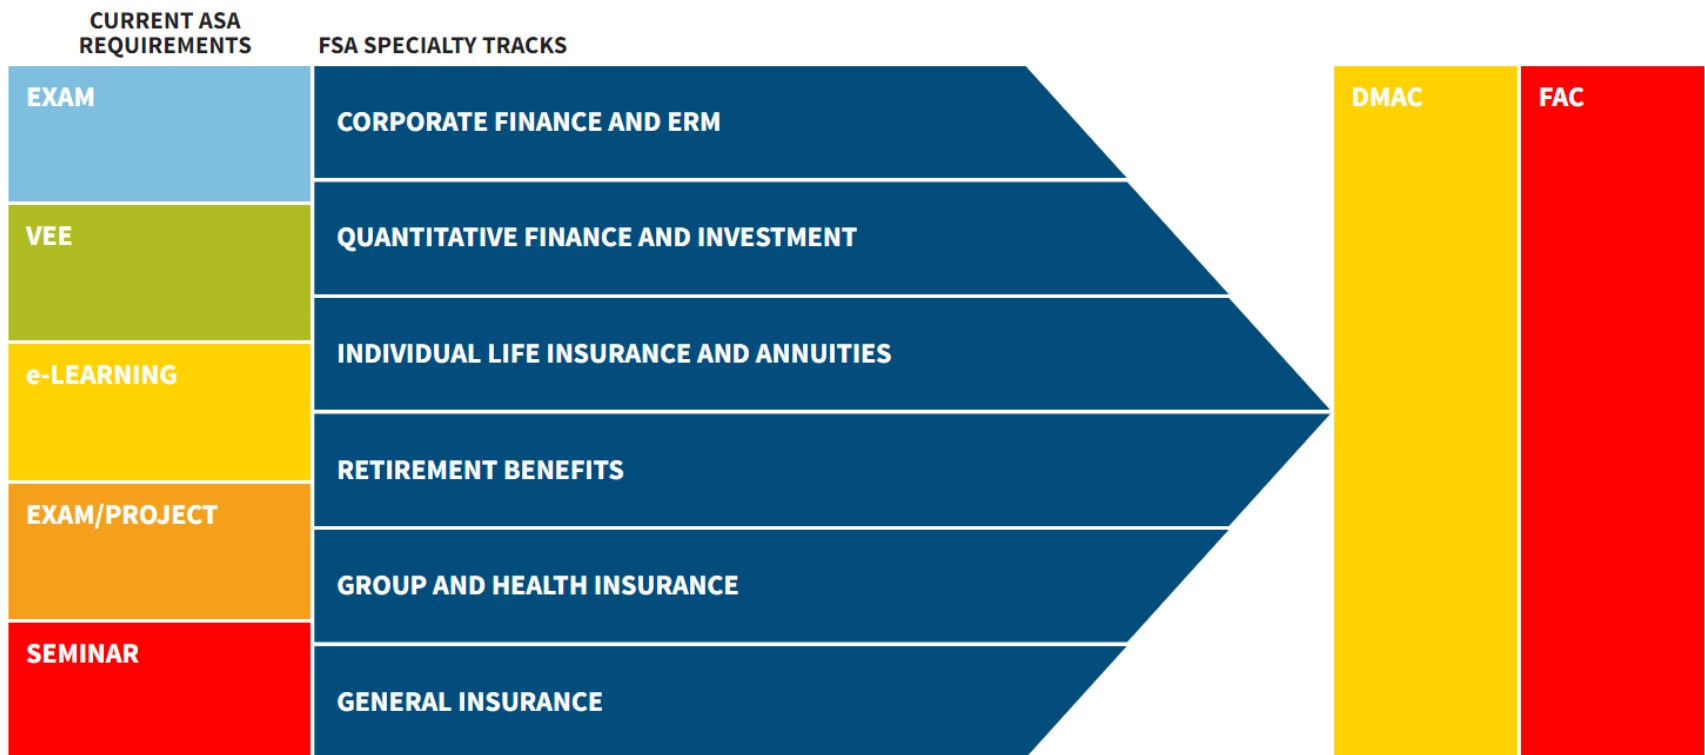 CURRENT ASA
REQUIREMENTS
FSA SPECIALTY TRACKS
EXAM
VEE
e-LEARNING
EXAM/PROJECT
SEMINAR
CORPORATE FINANCE AND ERM
QUANTITATIVE FINANCE AND INVESTMENT
INDIVIDUAL LIFE INSURANCE AND ANNUITIES
RETIREMENT BENEFITS
GROUP AND HEALTH INSURANCE
GENERAL INSURANCE
DMAC
FAC